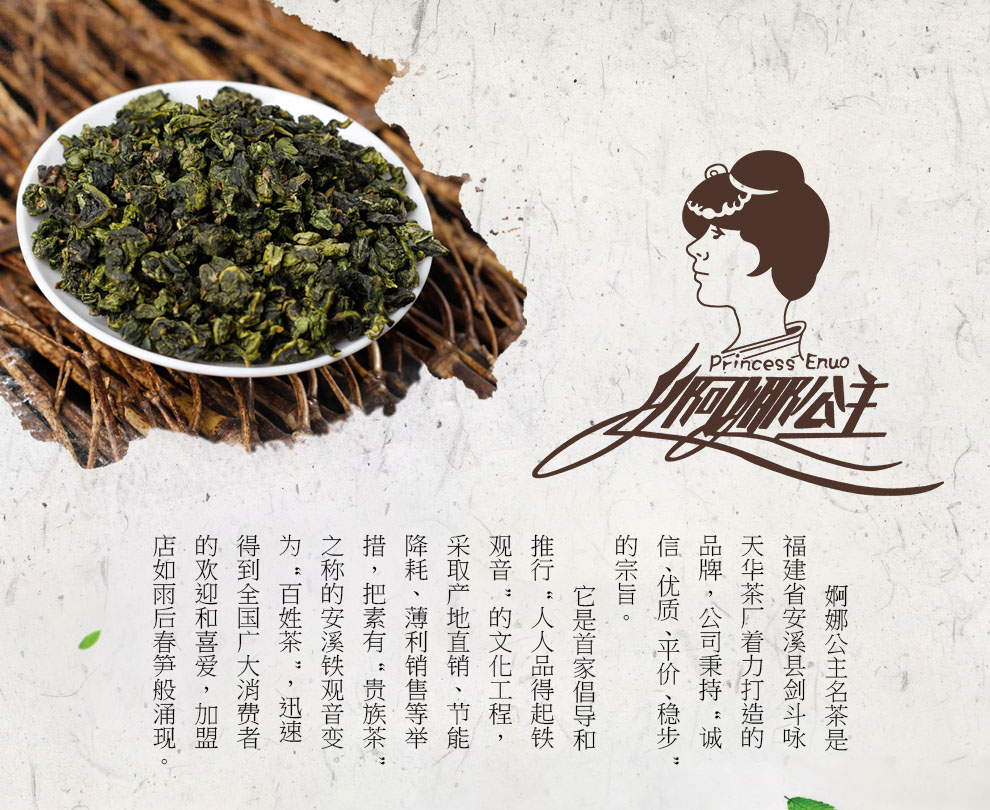 Princess Enuo
婀娜公主
婀娜公主名茶是
福建省安溪县剑斗咏
天华茶厂着力打造的
品牌，公司秉持“诚
信、优质、平价、稳步”
的宗旨。
它是首家倡导和
推行“人人品得起铁
观音”的文化工程，
采取产地直销、节能
降耗、薄利销售等举
措，把素有“贵族茶”
之称的安溪铁观音变
为“百姓茶”，迅速
得到全国广大消费者
的欢迎和喜爱，加盟
店如雨后春笋般涌现。